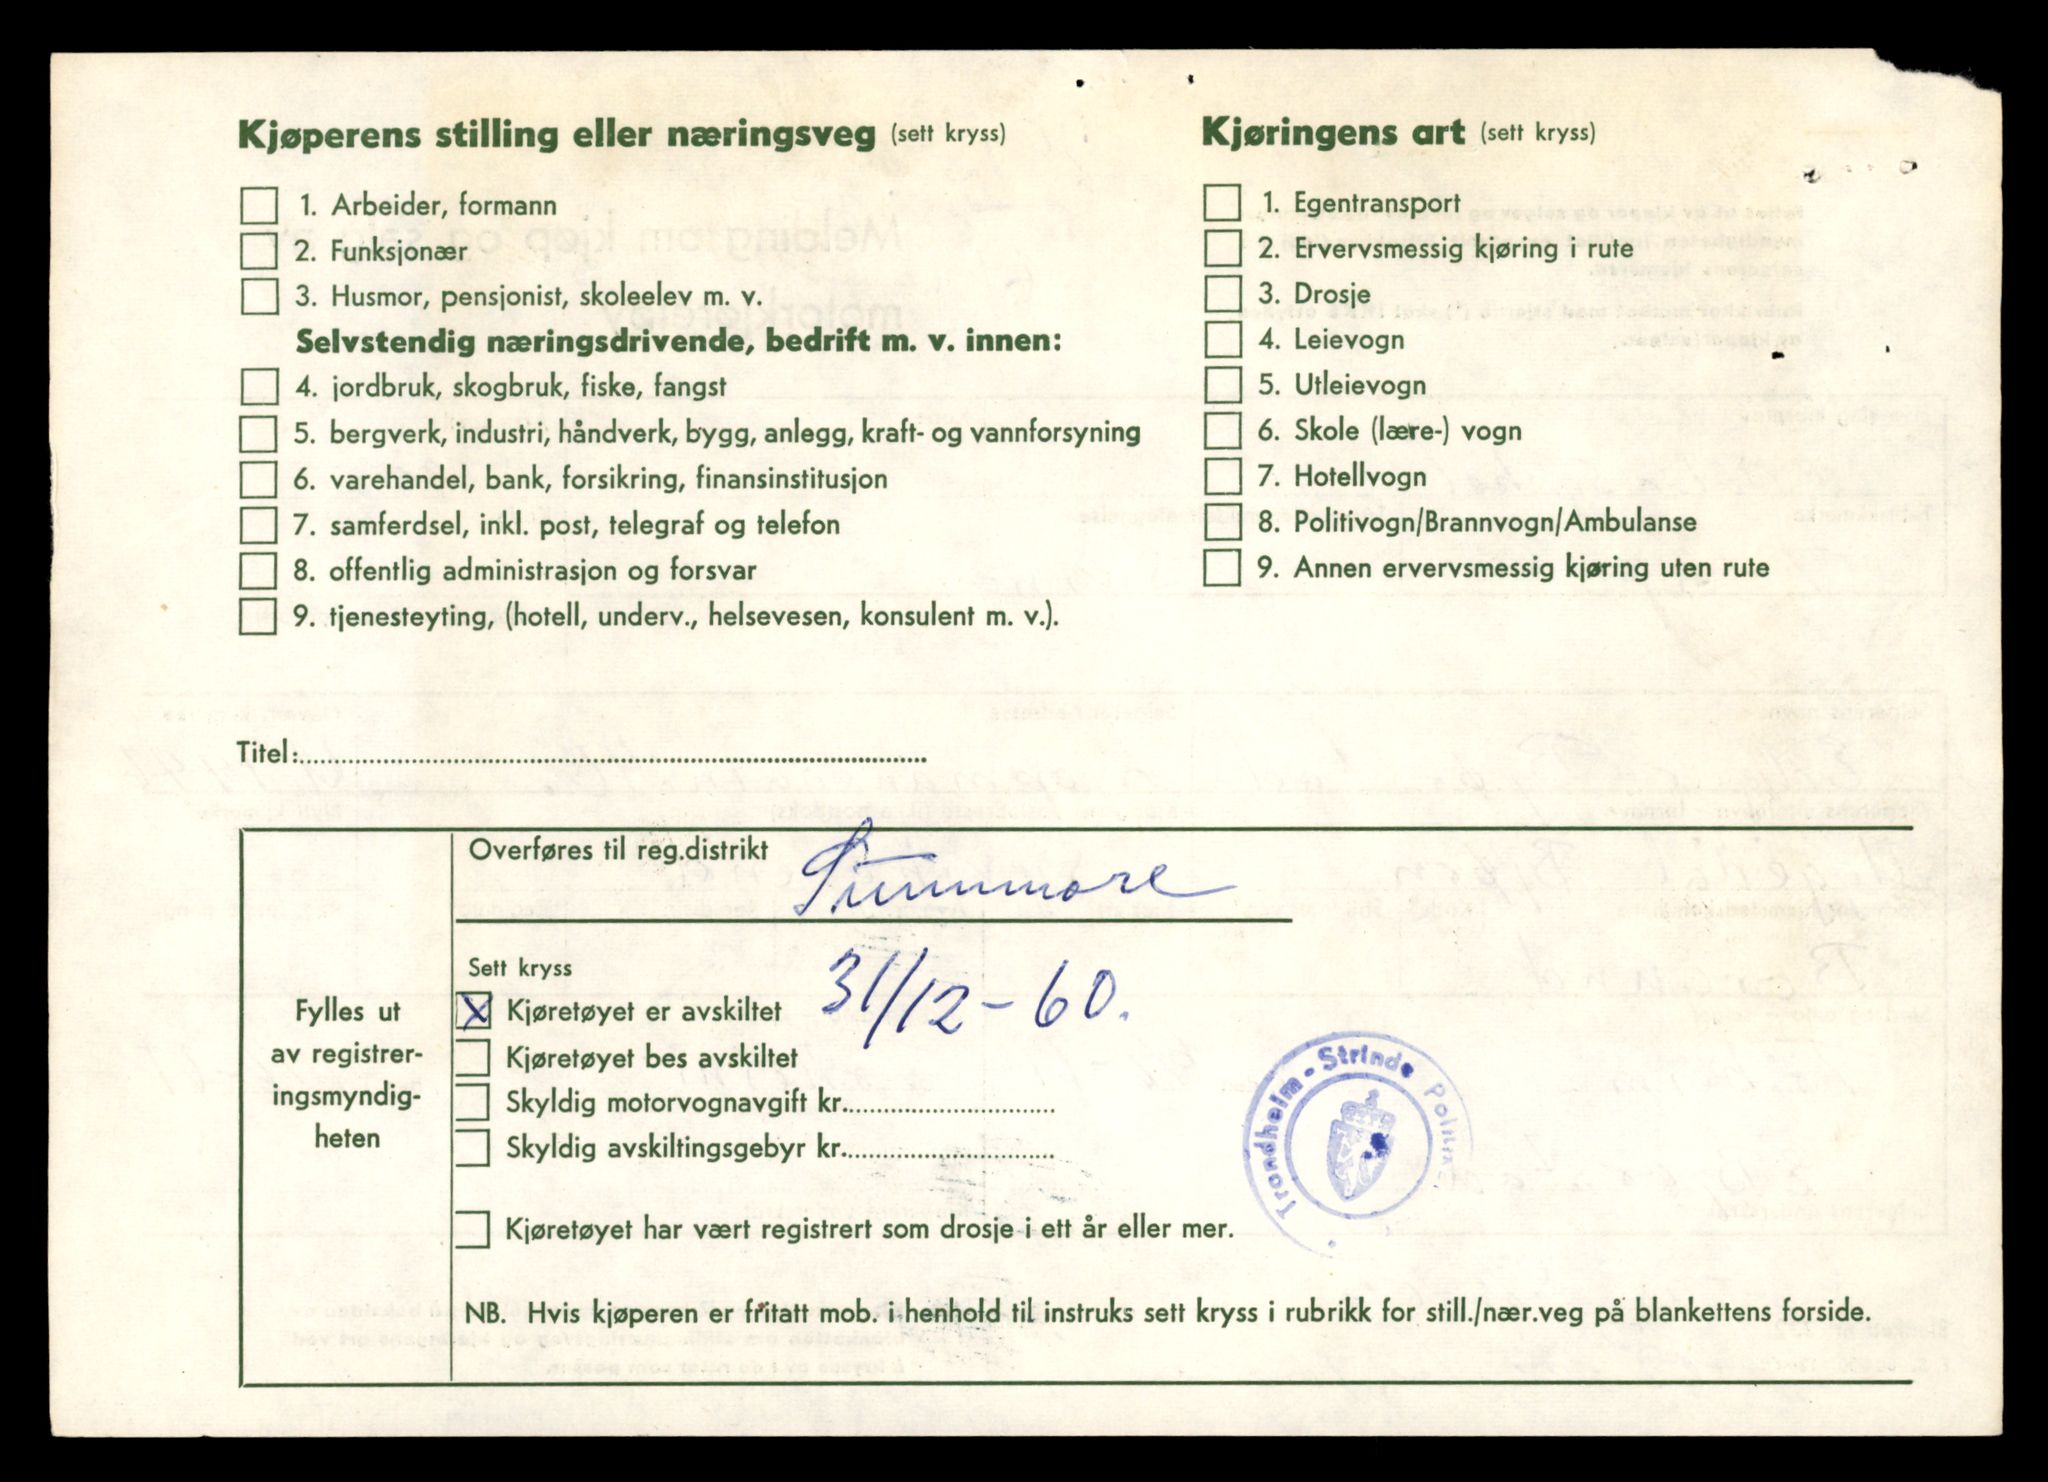 Kjøperens stilling eller næringsveg (sett kryss)
1. Arbeider, formann
2. Funksjonær
3. Husmor, pensjonist, skoleelev m. v.
Selvstendig næringsdrivende, bedrift m. v. innen:
4. jordbruk, skogbruk, fiske, fangst
5. bergverk, industri, håndverk, bygg, anlegg, kraft- og vannforsyning
6. varehandel, bank, forsikring, finansinstitusjon
7. samferdsel, inkl. post, telegraf og telefon
8. offentlig administrasjon og forsvar
9. tjenesteyting, (hotell, underv., helsevesen, konsulent m. v.).
Kjøringens art (sett kryss)
1. Egentransport
2. Ervervsmessig kjøring i rute
3. Drosje
4. Leievogn
5. Utleievogn
6. Skole (lære-) vogn
7. Hotellvogn
8. Politivogn/Brannvogn/Ambulanse
9. Annen ervervsmessig kjøring uten rute
Titel:
Fylles ut
av registrer-
ingsmyndig-
heten
Overføres til reg.distrikt Sunnmøre
Sett kryss
X Kjøretøyet er avskiltet 31/12-60.
Kjøretøyet bes avskiltet
Skyldig motorvognavgift kr.
Skyldig avskiltingsgebyr kr.
Kjøretøyet har vært registrert som drosje i ett år eller mer.
NB. Hvis kjøperen er fritatt mob. i henhold til instruks sett kryss i rubrikk for still./nær.veg på blankettens forside.
Trondheim - Strinda